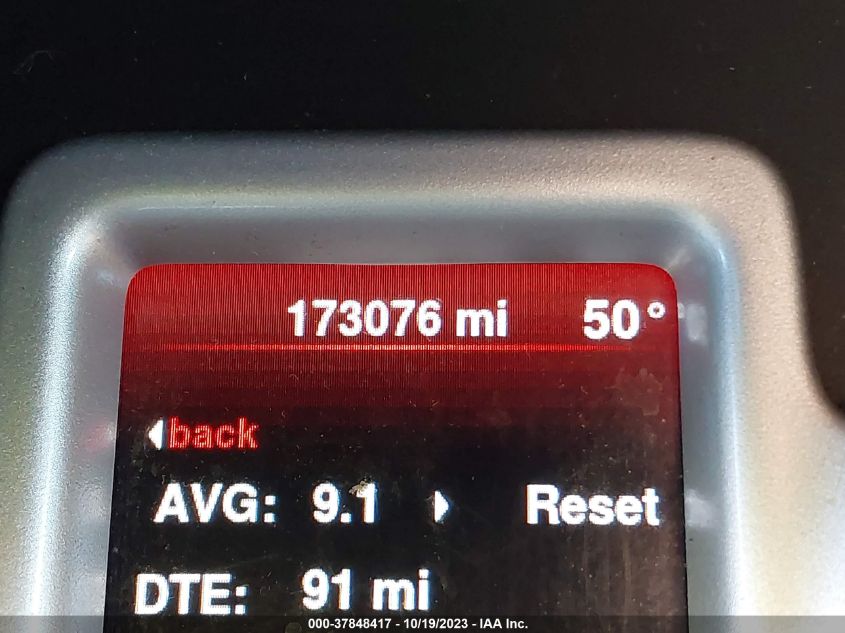 173076 mi 50°
back
AVG: 9.1 Reset
DTE: 91 mi
000-37848417 - 10/19/2023 - IAA Inc.